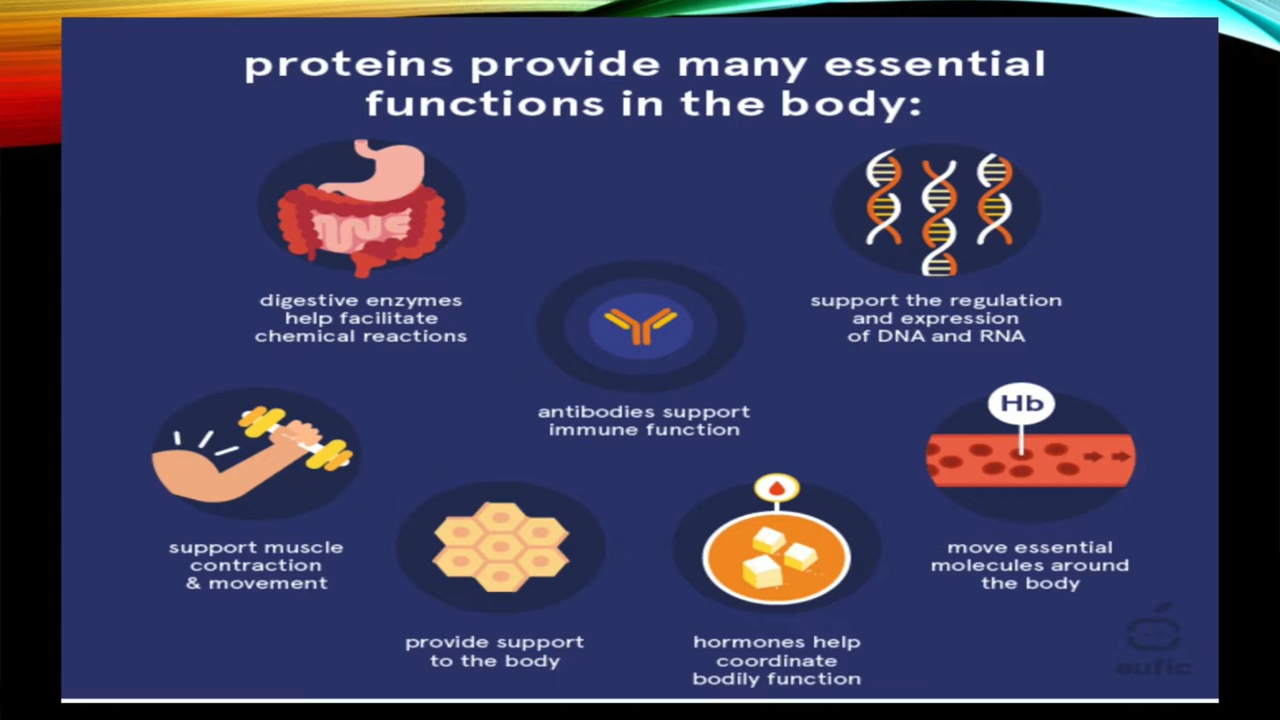 proteins provide many essential
functions in the body:
digestive enzymes
help facilitate
chemical reactions
support the regulation
and expression
of DNA and RNA
antibodies support
immune function
Hb
support muscle
contraction
& movement
move essential
molecules around
the body
provide support
to the body
hormones help
coordinate
bodily function
eufic